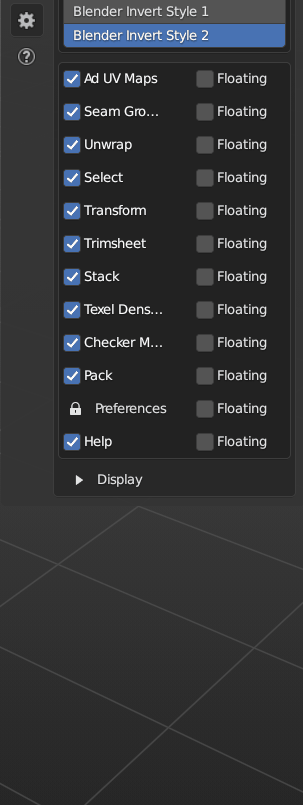 Blender Invert Style 1
Blender Invert Style 2
Ad UV Maps Floating
Seam Gro... Floating
Unwrap Floating
Select Floating
Transform Floating
Trimsheet Floating
Stack Floating
Texel Dens... Floating
Checker M... Floating
Pack Floating
Preferences Floating
Help Floating
Display